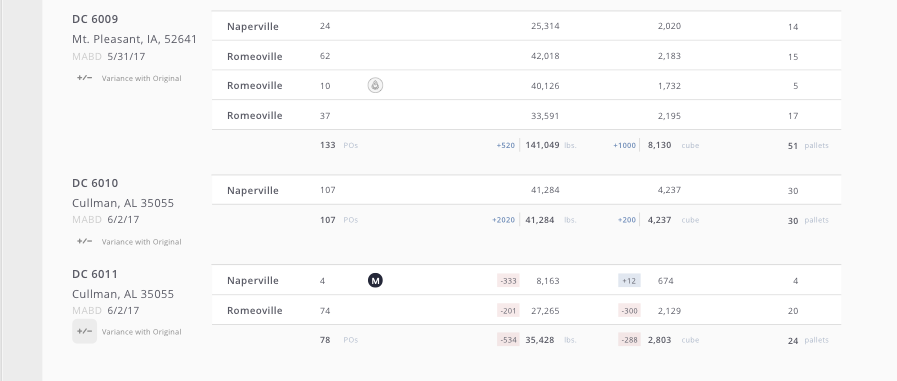 DC 6009
Mt. Pleasant, IA, 52641
MABD 5/31/17
+/− Variance with Original
Naperville 24 25,314 2,020 14
Romeoville 62 42,018 2,183 15
Romeoville 10 40,126 1,732 5
Romeoville 37 33,591 2,195 17
133 POs +520 141,049 lbs. +1000 8,130 cube 51 pallets
DC 6010
Cullman, AL 35055
MABD 6/2/17
+/− Variance with Original
Naperville 107 41,284 4,237 30
107 POs +2020 41,284 lbs. +200 4,237 cube 30 pallets
DC 6011
Cullman, AL 35055
MABD 6/2/17
+/− Variance with Original
Naperville 4 M -333 8,163 +12 674 4
Romeoville 74 -201 27,265 -300 2,129 20
78 POs -534 35,428 lbs. -288 2,803 cube 24 pallets